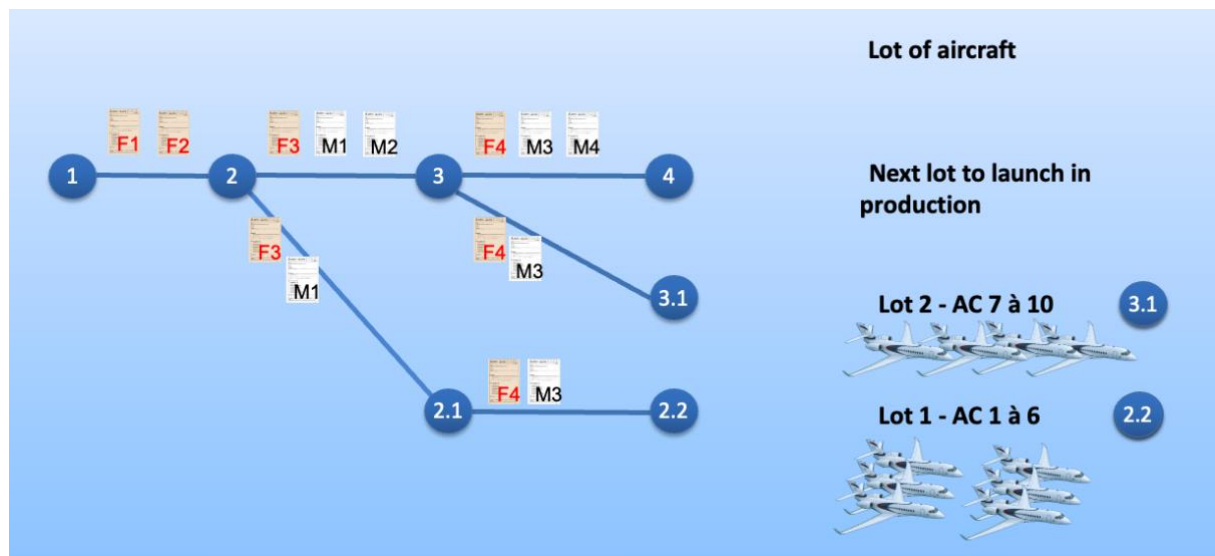 Lot of aircraft
F1 F2 F3 M1 M2 F4 M3 M4
1 2 3 4
Next lot to launch in
production
F3 F4
M3
M1
3.1
Lot 2 - AC 7 à 10 3.1
F4 M3
2.1 2.2
Lot 1 - AC 1 à 6 2.2